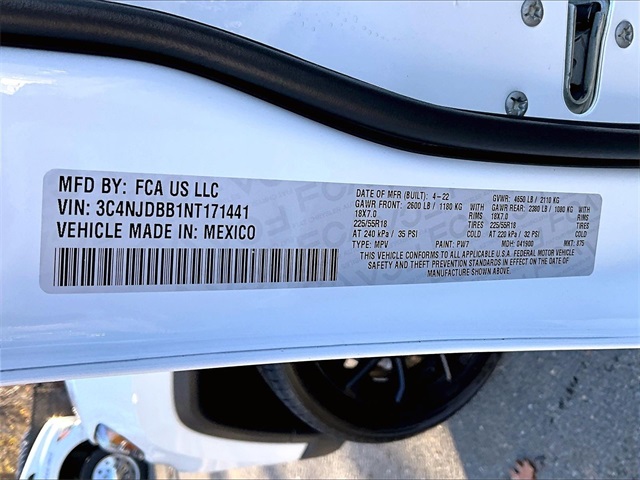 MFD BY: FCA US LLC
VIN: 3C4NJDBB1NT171441
VEHICLE MADE IN: MEXICO
DATE OF MFR (BUILT): 4-22 GVWR: 4650 LB / 2110 KG
GAWR FRONT: 2600 LB / 1180 KG WITH GAWR REAR: 2380 LB / 1080 KG WITH
18X7.0 RIMS 18X7.0 RIMS
225/55R18 TIRES 225/55R18 TIRES
AT 240 kPa / 35 PSI COLD AT 220 kPa / 32 PSI COLD
TYPE: MPV PAINT: PW7 MDH: 041900 MKT: 875
THIS VEHICLE CONFORMS TO ALL APPLICABLE U.S.A. FEDERAL MOTOR VEHICLE
SAFETY AND THEFT PREVENTION STANDARDS IN EFFECT ON THE DATE OF
MANUFACTURE SHOWN ABOVE.